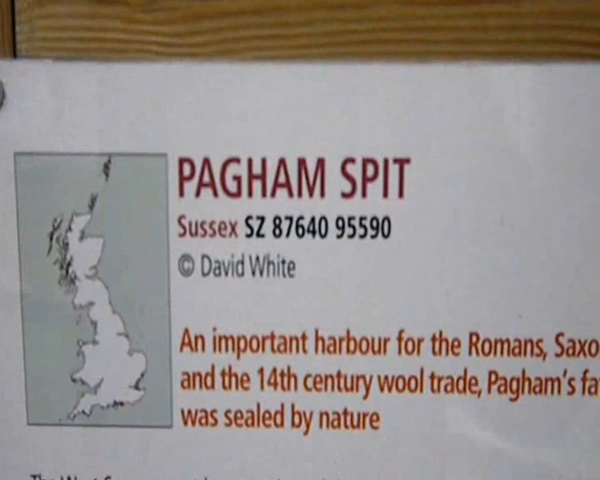 PAGHAM SPIT
Sussex SZ 87640 95590
© David White
An important harbour for the Romans, Saxo
and the 14th century wool trade, Pagham's fa
was sealed by nature